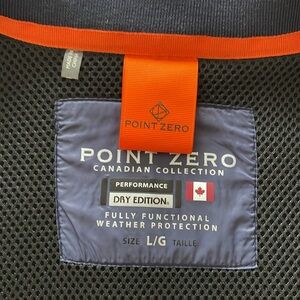 POINT ZERO
POINT ZERO
CANADIAN COLLECTION
PERFORMANCE
DRY EDITION®
FULLY FUNCTIONAL
WEATHER PROTECTION
SIZE L/G TAILLE